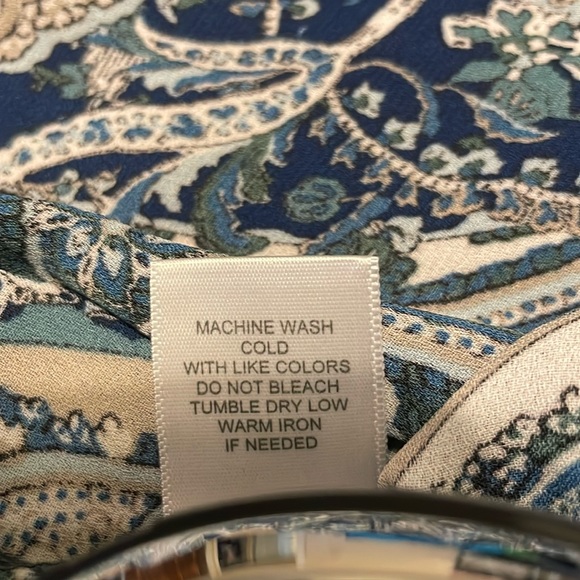 MACHINE WASH
COLD
WITH LIKE COLORS
DO NOT BLEACH
TUMBLE DRY LOW
WARM IRON
IF NEEDED